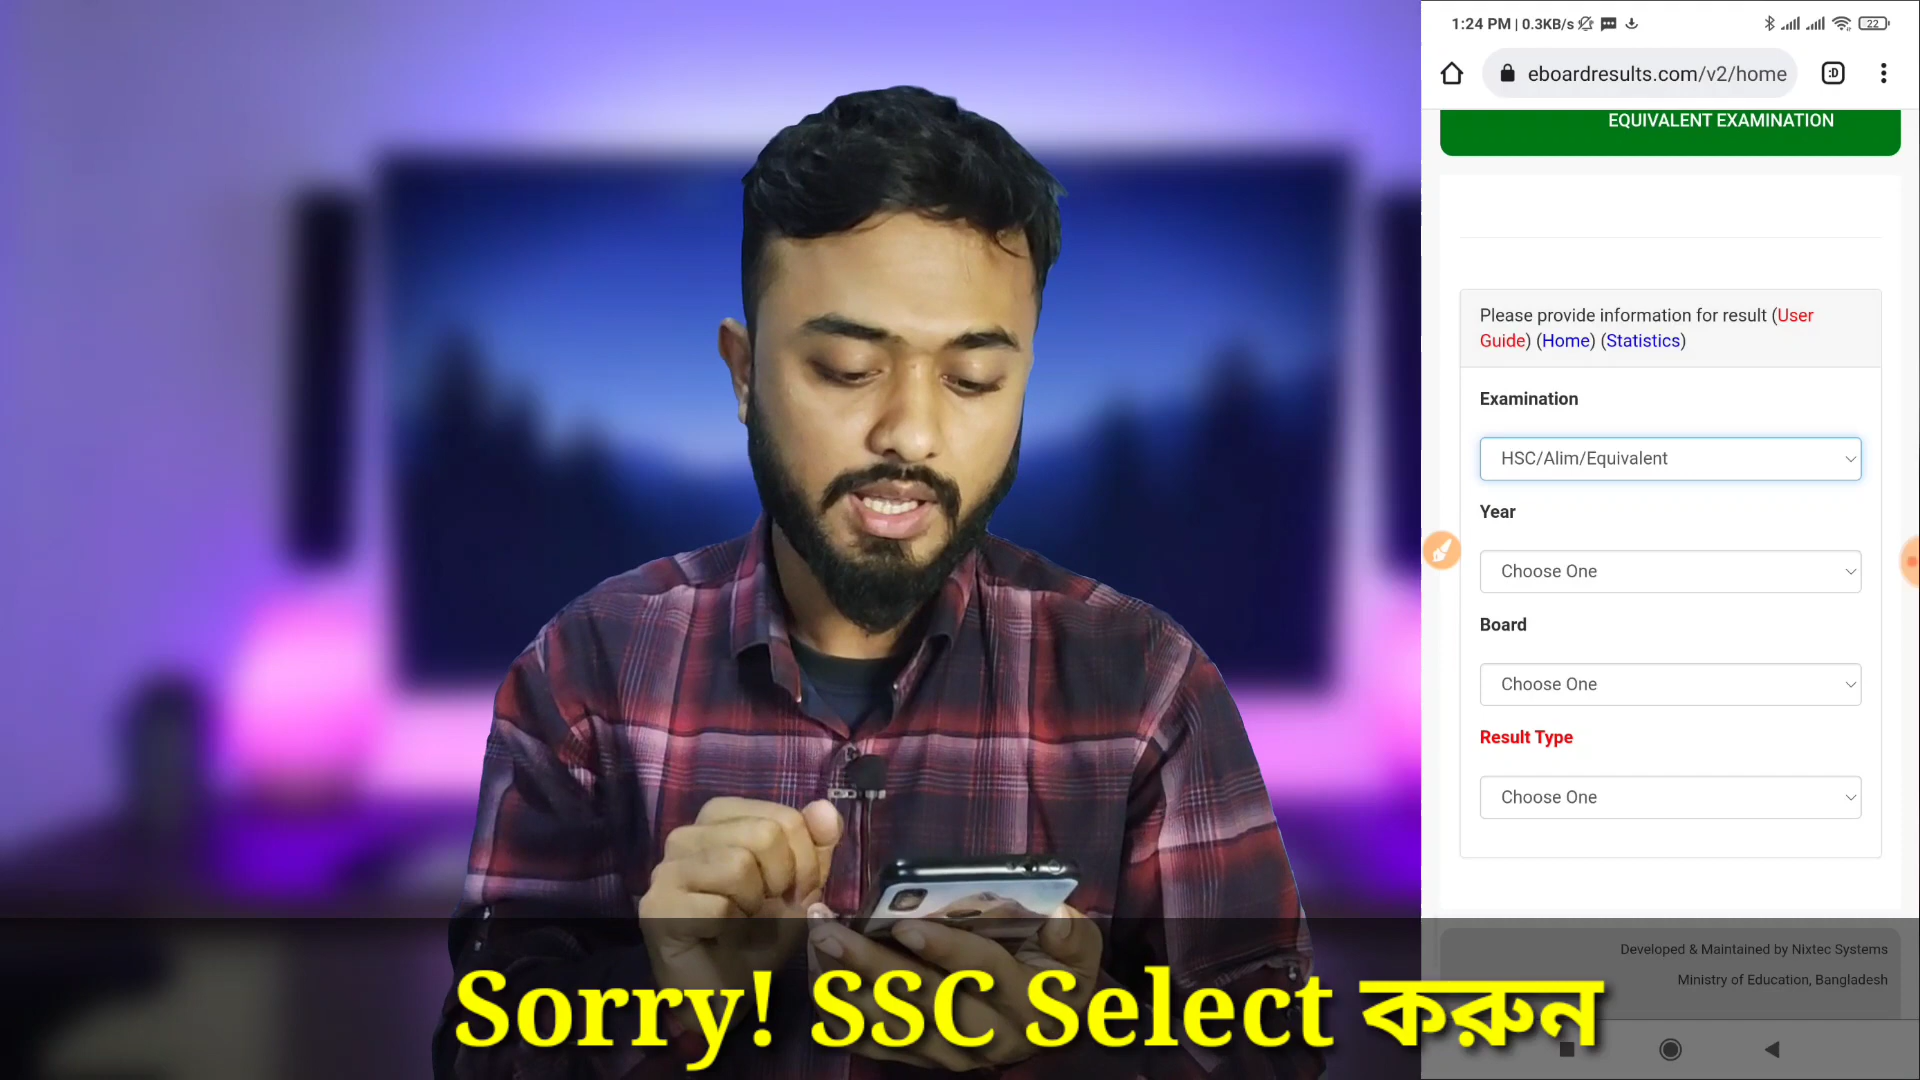 1:24 PM | 0.3KB/s
22
eboardresults.com/v2/home
:D
EQUIVALENT EXAMINATION
Please provide information for result (User
Guide) (Home) (Statistics)
Examination
HSC/Alim/Equivalent
Year
Choose One
Board
Choose One
Result Type
Choose One
Developed & Maintained by Nixtec Systems
Ministry of Education, Bangladesh
Sorry! SSC Select করুন